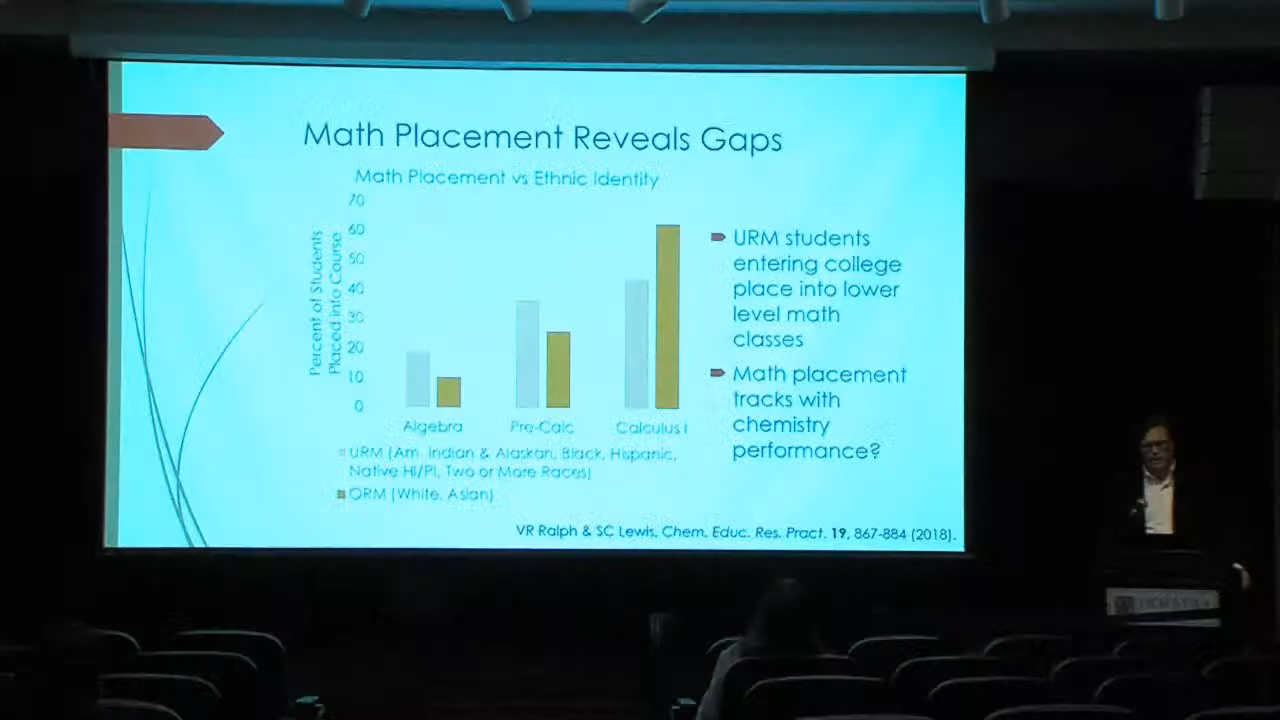 Math Placement Reveals Gaps
Math Placement vs Ethnic Identity
Percent of Students
Placed into Course
70
60
50
40
30
20
10
0
Algebra
Pre-Calc
Calculus I
URM (Am. Indian & Alaskan, Black, Hispanic,
Native HI/PI, Two or More Races)
ORM (White, Asian)
URM students
entering college
place into lower
level math
classes
Math placement
tracks with
chemistry
performance?
VR Ralph & SC Lewis, Chem. Educ. Res. Pract. 19, 867-884 (2018).